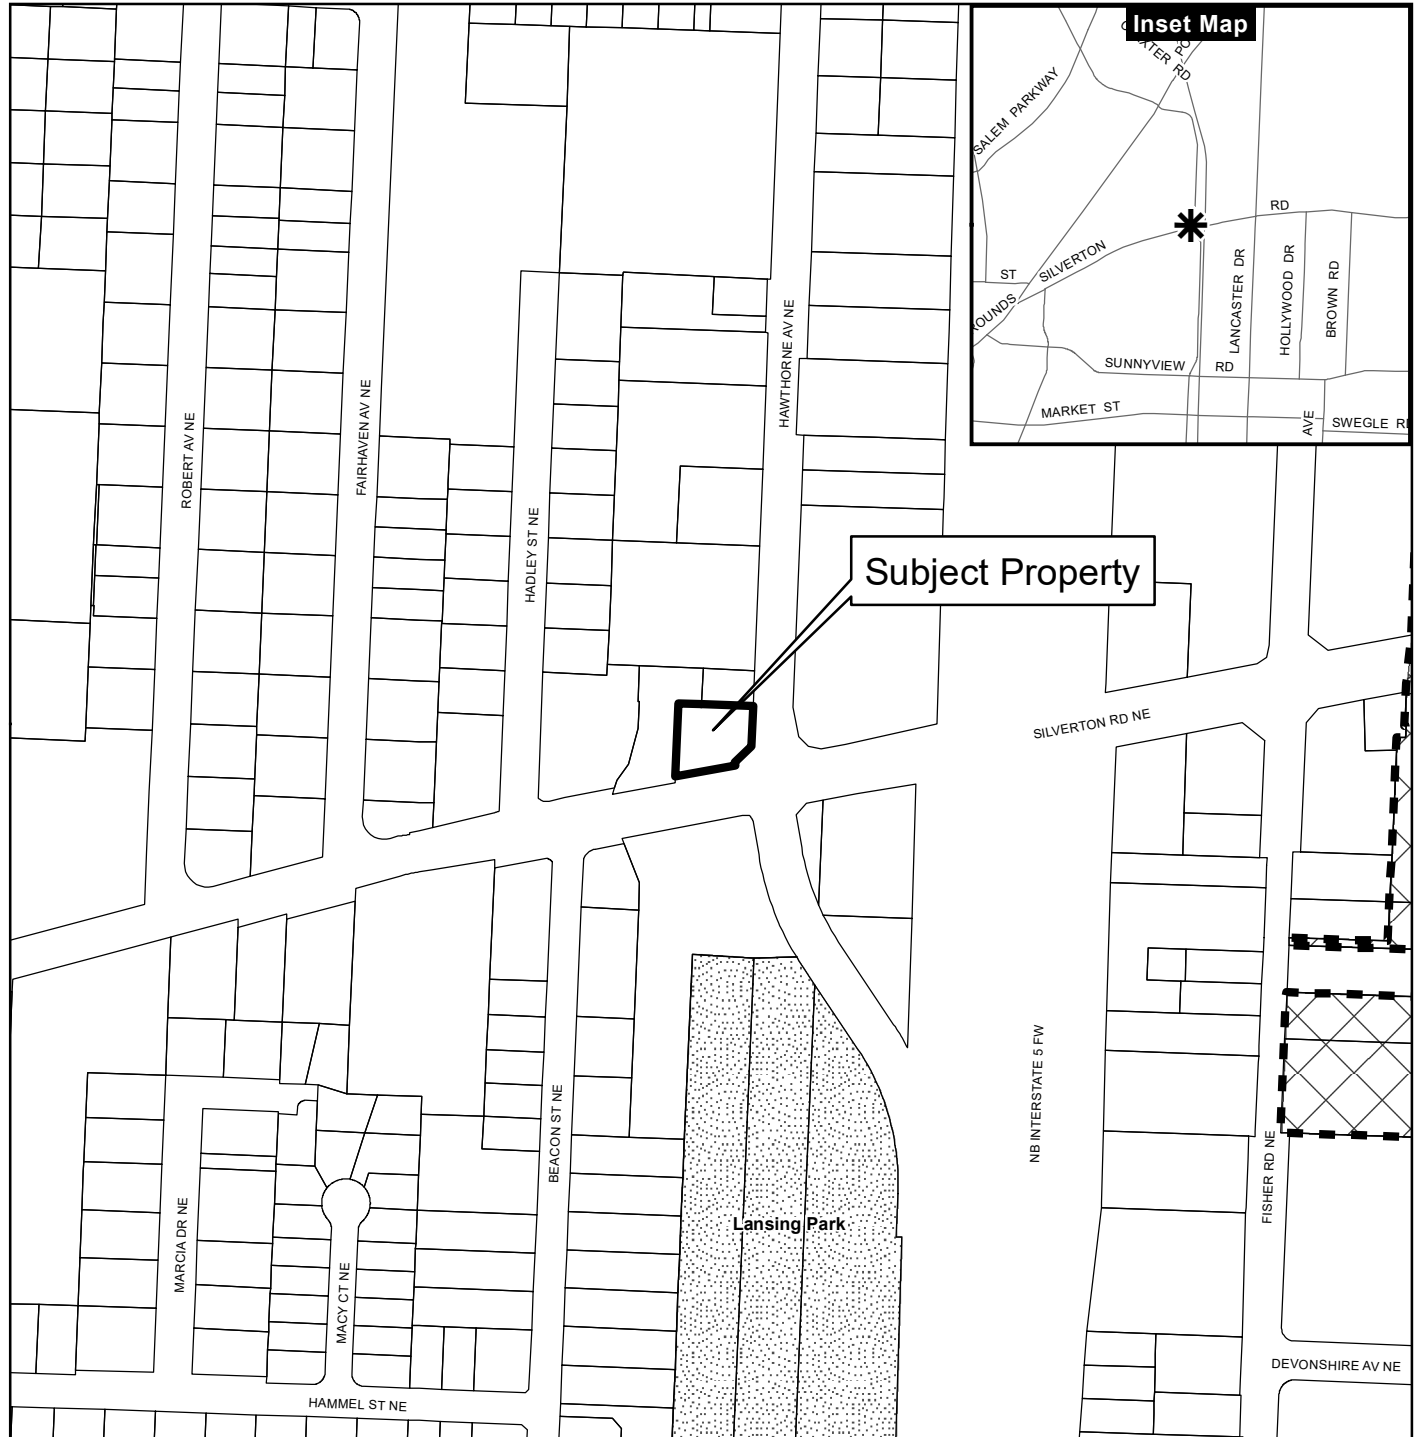 Inset Map
SALEM PARKWAY
RD
SILVERTON
ST
LANCASTER DR
HOLLYWOOD DR
BROWN RD
SUNNYVIEW RD
MARKET ST
AVE
HAWTHORNE AV NE
ROBERT AV NE
FAIRHAVEN AV NE
HADLEY ST NE
Subject Property
SILVERTON RD NE
NB INTERSTATE 5 FW
BEACON ST NE
FISHER RD NE
Lansing Park
MARCIA DR NE
MACY CT NE
DEVONSHIRE AV NE
HAMMEL ST NE